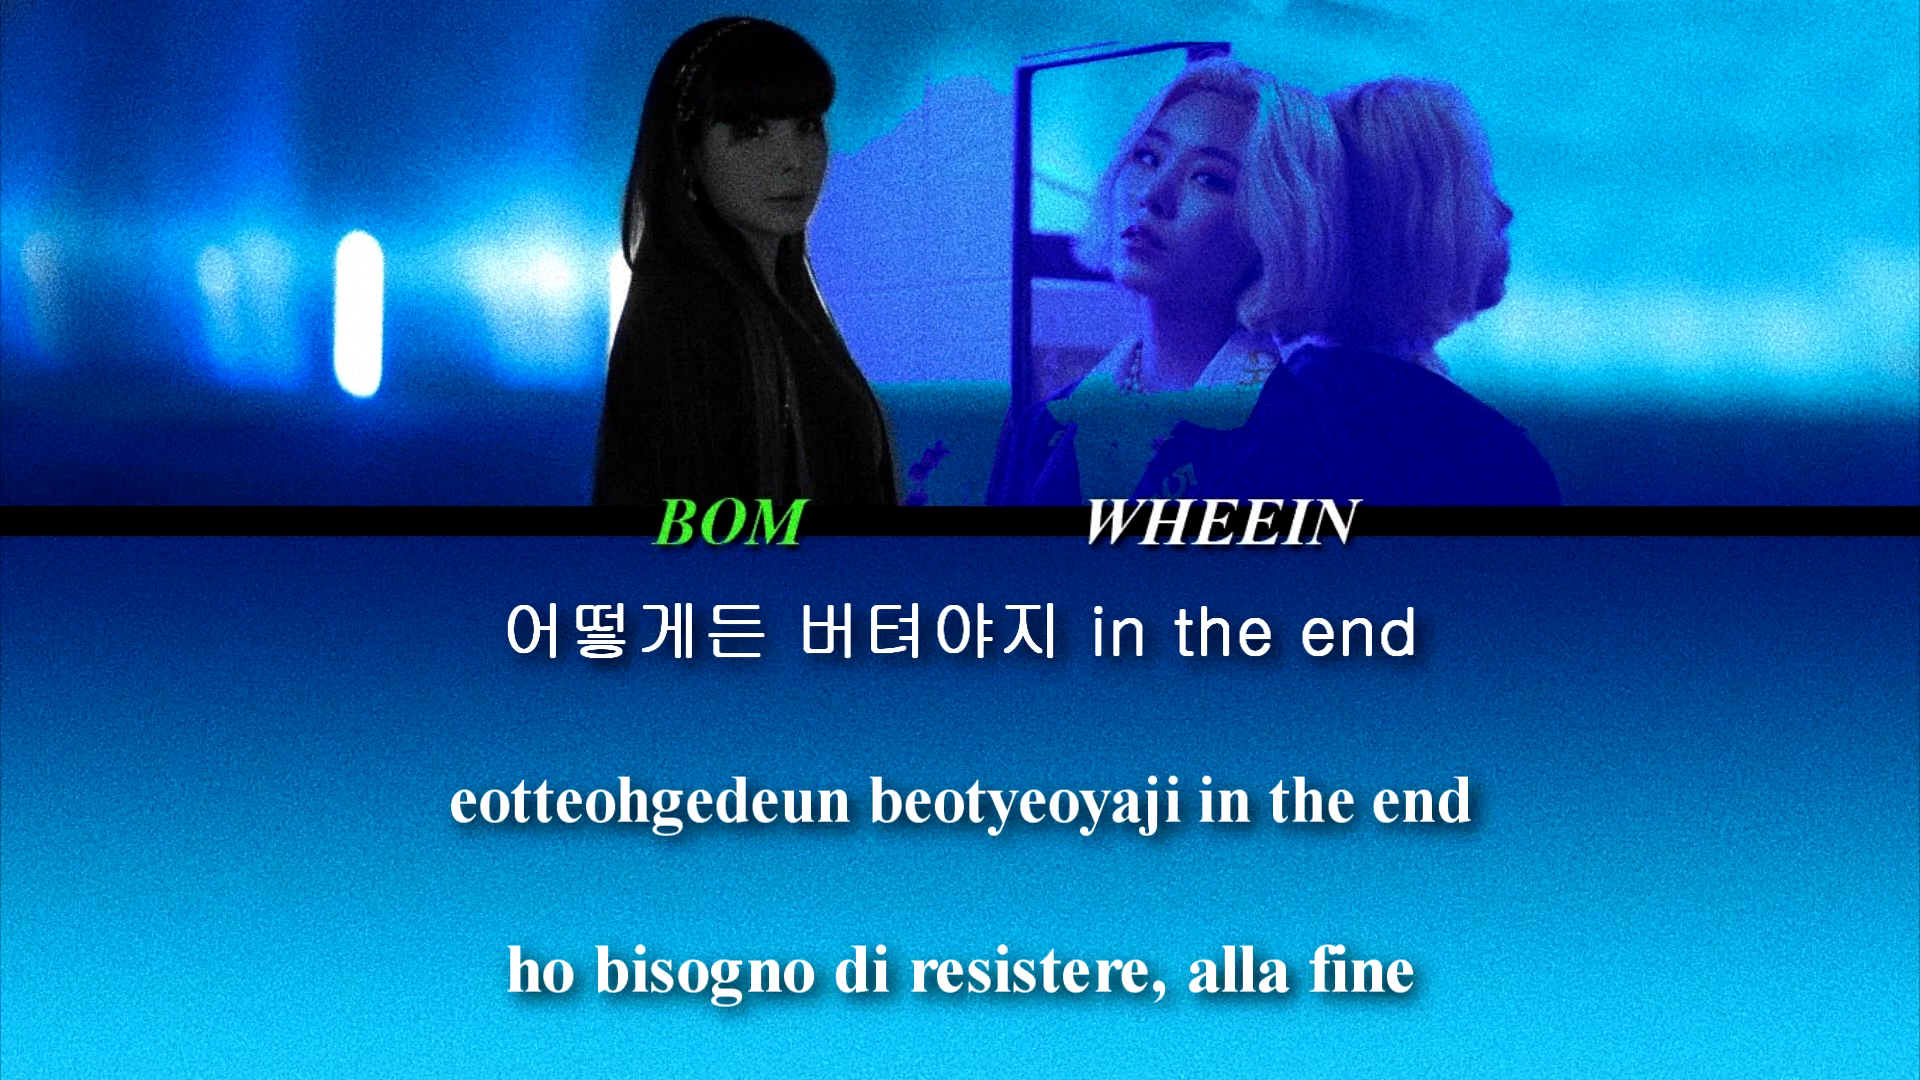 BOM WHEEIN
어떻게든 버텨야지 in the end
eotteohgedeun beotyeoyaji in the end
ho bisogno di resistere, alla fine